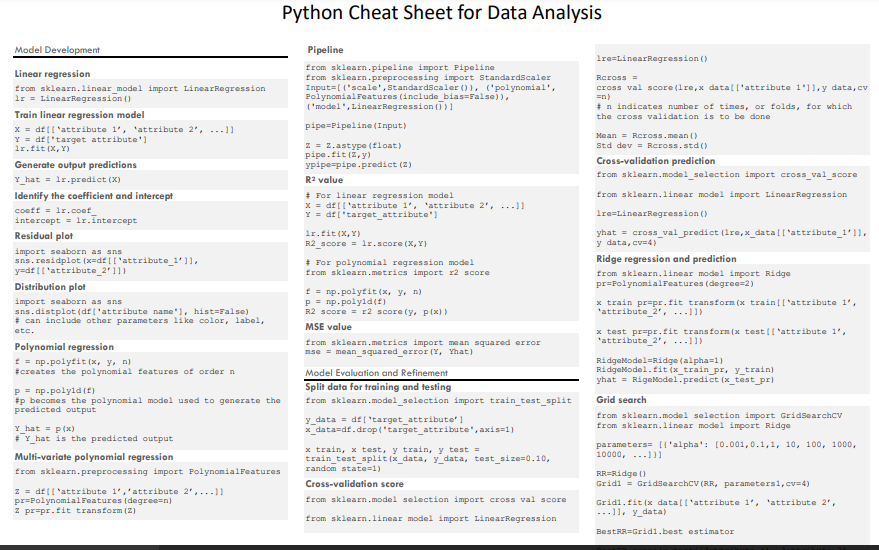 Python Cheat Sheet for Data Analysis
Model Development
Linear regression
from sklearn.linear_model import LinearRegression
lr = LinearRegression()
Train linear regression model
X = df[['attribute 1', 'attribute 2', ...]]
Y = df['target attribute']
lr.fit(X,Y)
Generate output predictions
Y_hat = lr.predict(X)
Identify the coefficient and intercept
coeff = lr.coef_
intercept = lr.intercept
Residual plot
import seaborn as sns
sns.residplot(x=df[['attribute_1']],
y=df[['attribute_2']])
Distribution plot
import seaborn as sns
sns.distplot(df['attribute name'], hist=False)
# can include other parameters like color, label,
etc.
Polynomial regression
f = np.polyfit(x, y, n)
#creates the polynomial features of order n
p = np.poly1d(f)
#p becomes the polynomial model used to generate the
predicted output
Y_hat = p(x)
# Y_hat is the predicted output
Multi-variate polynomial regression
from sklearn.preprocessing import PolynomialFeatures
Z = df[['attribute 1','attribute 2',...]]
pr=PolynomialFeatures(degree=n)
Z pr=pr.fit transform(Z)
Pipeline
from sklearn.pipeline import Pipeline
from sklearn.preprocessing import StandardScaler
Input=[('scale',StandardScaler()), ('polynomial',
PolynomialFeatures(include_bias=False)),
('model',LinearRegression())]
pipe=Pipeline(Input)
Z = Z.astype(float)
pipe.fit(Z,y)
ypipe=pipe.predict(Z)
R² value
# For linear regression model
X = df[['attribute 1', 'attribute 2', ...]]
Y = df['target_attribute']
lr.fit(X,Y)
R2_score = lr.score(X,Y)
# For polynomial regression model
from sklearn.metrics import r2 score
f = np.polyfit(x, y, n)
p = np.poly1d(f)
R2 score = r2 score(y, p(x))
MSE value
from sklearn.metrics import mean squared error
mse = mean_squared_error(Y, Yhat)
Model Evaluation and Refinement
Split data for training and testing
from sklearn.model_selection import train_test_split
y_data = df['target_attribute']
x_data=df.drop('target_attribute',axis=1)
x train, x test, y train, y test =
train_test_split(x_data, y_data, test_size=0.10,
random state=1)
Cross-validation score
from sklearn.model selection import cross val score
from sklearn.linear model import LinearRegression
lre=LinearRegression()
Rcross =
cross val score(lre,x data[['attribute 1']],y data,cv
=n)
# n indicates number of times, or folds, for which
the cross validation is to be done
Mean = Rcross.mean()
Std dev = Rcross.std()
Cross-validation prediction
from sklearn.model_selection import cross_val_score
from sklearn.linear model import LinearRegression
lre=LinearRegression()
yhat = cross_val_predict(lre,x_data[['attribute_1']],
y data,cv=4)
Ridge regression and prediction
from sklearn.linear model import Ridge
pr=PolynomialFeatures(degree=2)
x train pr=pr.fit transform(x train[['attribute 1',
'attribute_2', ...]])
x test pr=pr.fit transform(x test[['attribute 1',
'attribute_2', ...]])
RidgeModel=Ridge(alpha=1)
RidgeModel.fit(x_train_pr, y_train)
yhat = RigeModel.predict(x_test_pr)
Grid search
from sklearn.model selection import GridSearchCV
from sklearn.linear model import Ridge
parameters= [{'alpha': [0.001,0.1,1, 10, 100, 1000,
10000, ...]}]
RR=Ridge()
Grid1 = GridSearchCV(RR, parameters1,cv=4)
Grid1.fit(x data[['attribute 1', 'attribute 2',
...]], y_data)
BestRR=Grid1.best estimator